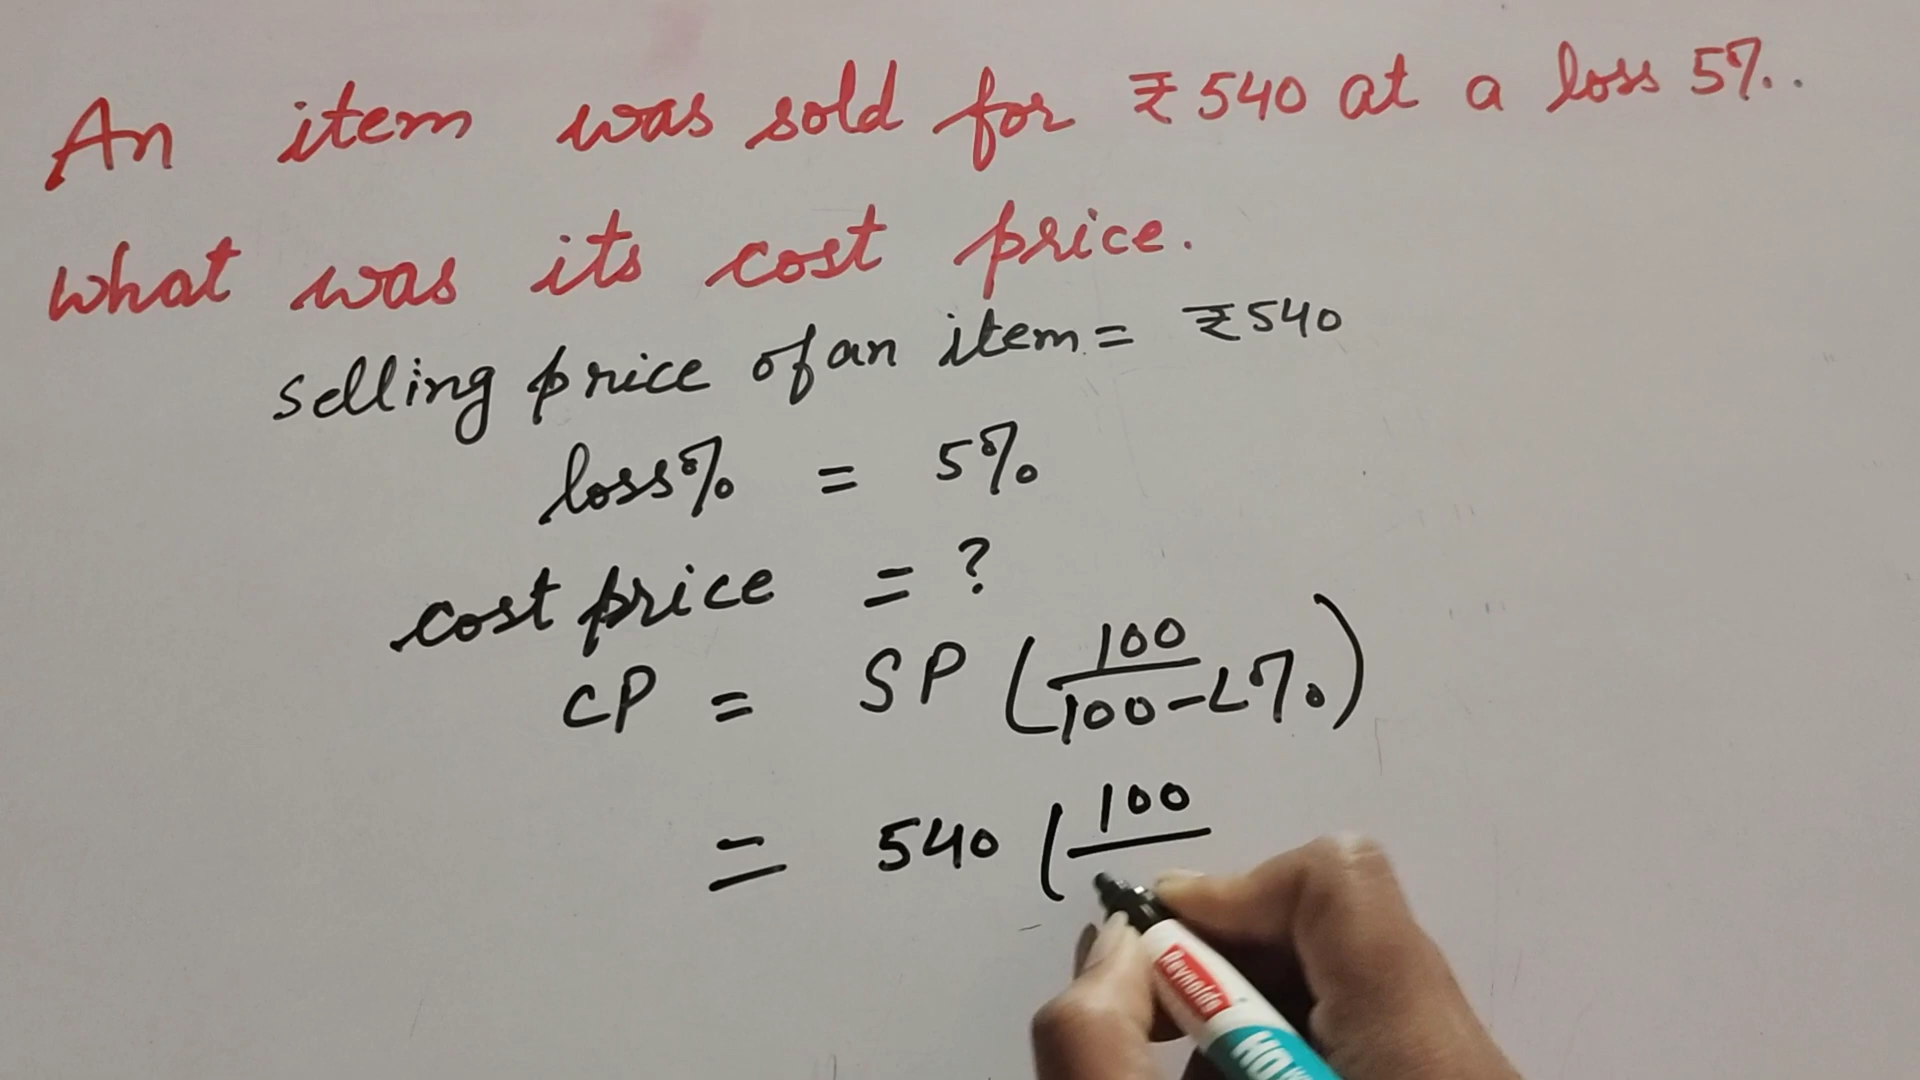 An item was sold for ₹540 at a loss 5%.
What was its cost price.
Selling price of an item = ₹540
loss% = 5%
cost price = ?
CP = SP (100/100-L%)
= 540 (100/
Reynolds